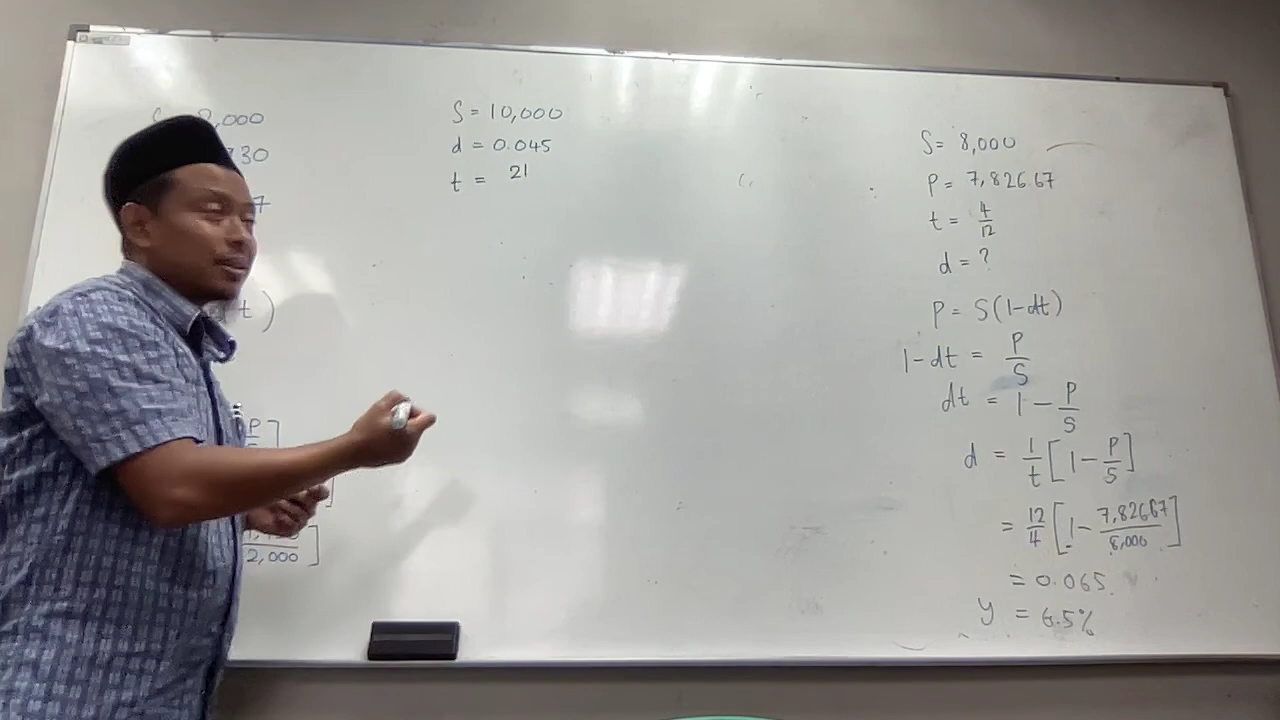 ,000
730
7
t )
P ]
]
2,000 ]
S = 10,000
d = 0.045
t = 21
S = 8,000
P = 7,826.67
t = 4/12
d = ?
P = S(1-dt)
1-dt = P/S
dt = 1 - P/S
d = 1/t [1 - P/S]
= 12/4 [1 - 7,826.67/8,000]
= 0.065
y = 6.5%